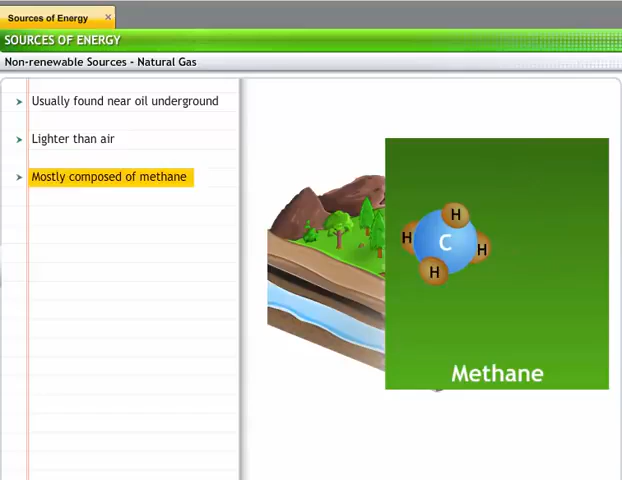 Sources of Energy
SOURCES OF ENERGY
Non-renewable Sources - Natural Gas
Usually found near oil underground
Lighter than air
Mostly composed of methane
H
H
C
H
H
Methane